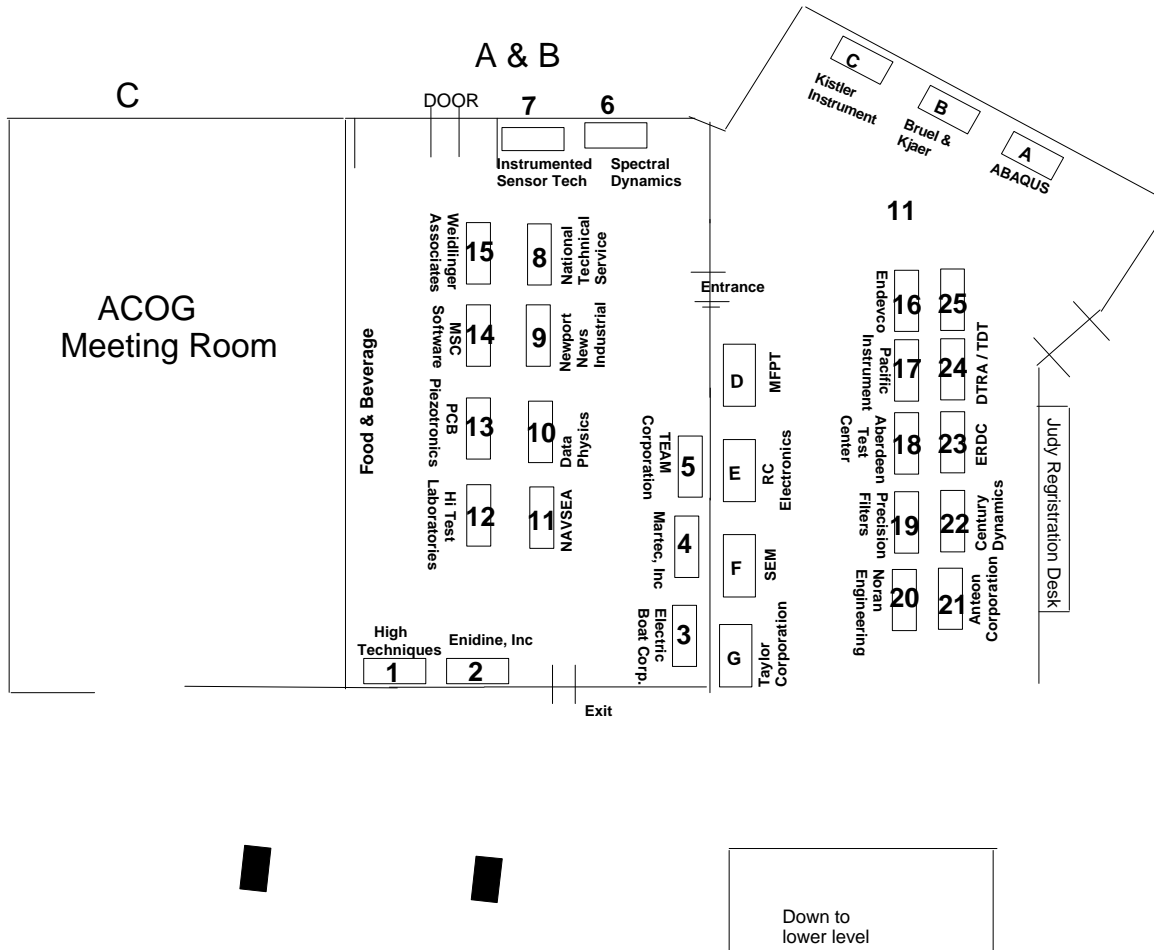 C
A & B
DOOR
7
6
Instrumented
Sensor Tech
Spectral
Dynamics
C
Kistler
Instrument
B
Bruel &
Kjaer
A
ABAQUS
11
ACOG
Meeting Room
Food & Beverage
Weidlinger
Associates
15
8
National
Technical
Service
MSC
Software
14
9
Newport
News
Industrial
PCB
Piezotronics
13
10
Data
Physics
Hi Test
Laboratories
12
11
NAVSEA
High
Techniques
1
Enidine, Inc
2
Exit
TEAM
Corporation
5
Martec, Inc
4
Electric
Boat Corp.
3
Entrance
D
MFPT
E
RC
Electronics
F
SEM
G
Taylor
Corporation
Endevco
16
25
Pacific
Instrument
17
24
DTRA / TDT
Aberdeen
Test
Center
18
23
ERDC
Precision
Filters
19
22
Century
Dynamics
Noran
Engineering
20
21
Anteon
Corporation
Judy Regristration Desk
Down to
lower level